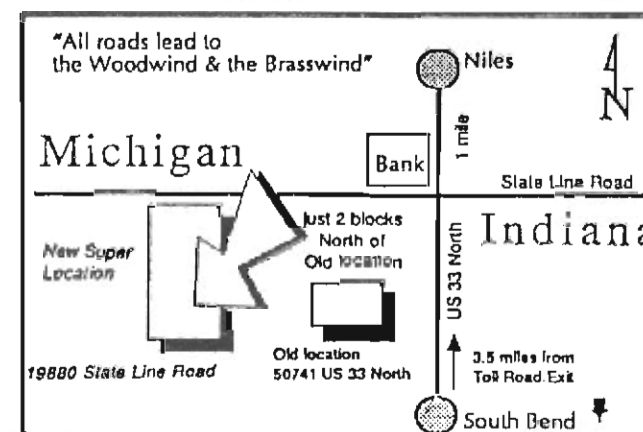 "All roads lead to
the Woodwind & the Brasswind"
Niles
N
Michigan
Bank
1 mile
State Line Road
New Super
Location
Just 2 blocks
North of
Old location
US 33 North
Indiana
19880 State Line Road
Old location
50741 US 33 North
3.5 miles from
Toll Road Exit
South Bend